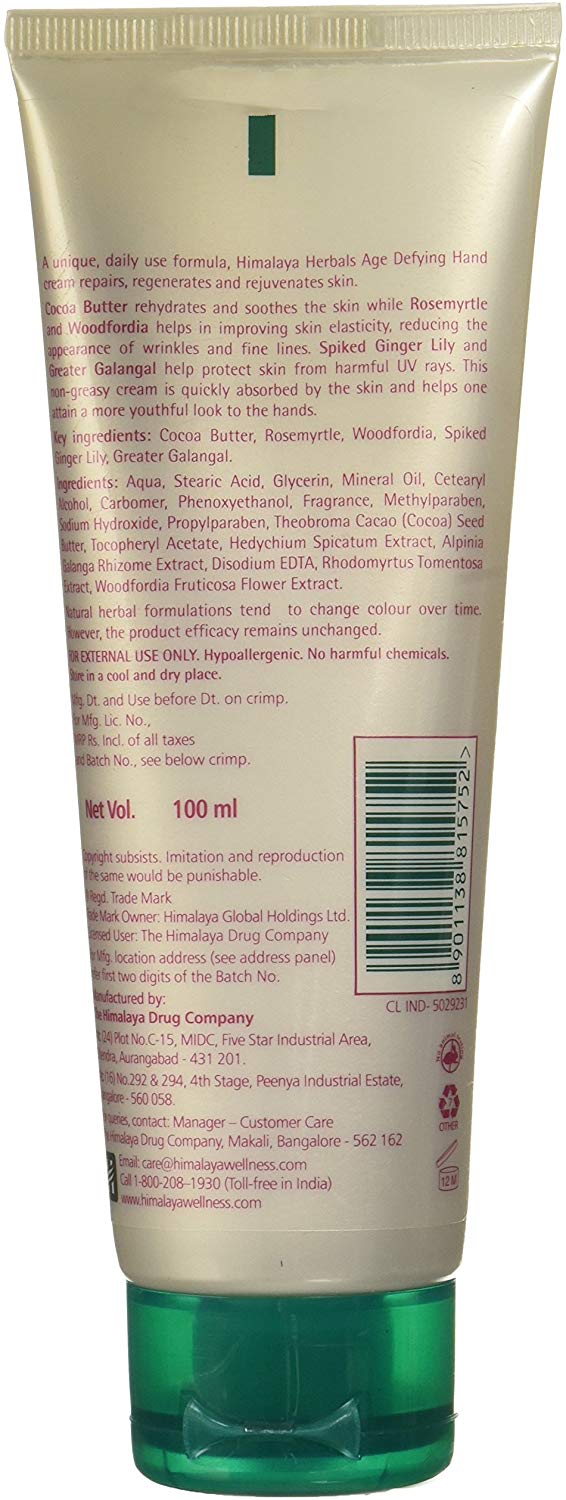 A unique, daily use formula, Himalaya Herbals Age Defying Hand
cream repairs, regenerates and rejuvenates skin.
Cocoa Butter rehydrates and soothes the skin while Rosemyrtle
and Woodfordia helps in improving skin elasticity, reducing the
appearance of wrinkles and fine lines. Spiked Ginger Lily and
Greater Galangal help protect skin from harmful UV rays. This
non-greasy cream is quickly absorbed by the skin and helps one
attain a more youthful look to the hands.
Key ingredients: Cocoa Butter, Rosemyrtle, Woodfordia, Spiked
Ginger Lily, Greater Galangal.
Ingredients: Aqua, Stearic Acid, Glycerin, Mineral Oil, Cetearyl
Alcohol, Carbomer, Phenoxyethanol, Fragrance, Methylparaben,
Sodium Hydroxide, Propylparaben, Theobroma Cacao (Cocoa) Seed
Butter, Tocopheryl Acetate, Hedychium Spicatum Extract, Alpinia
Galanga Rhizome Extract, Disodium EDTA, Rhodomyrtus Tomentosa
Extract, Woodfordia Fruticosa Flower Extract.
Natural herbal formulations tend to change colour over time.
However, the product efficacy remains unchanged.
FOR EXTERNAL USE ONLY. Hypoallergenic. No harmful chemicals.
Store in a cool and dry place.
Mfg. Dt. and Use before Dt. on crimp.
For Mfg. Lic. No.,
MRP Rs. Incl. of all taxes
and Batch No., see below crimp.
Net Vol. 100 ml
8 901138 815752 >
Copyright subsists. Imitation and reproduction
of the same would be punishable.
Regd. Trade Mark
Trade Mark Owner: Himalaya Global Holdings Ltd.
Licensed User: The Himalaya Drug Company
For Mfg. location address (see address panel)
refer first two digits of the Batch No.
CL IND- 5029231
Manufactured by:
The Himalaya Drug Company
(24) Plot No.C-15, MIDC, Five Star Industrial Area,
Aurangabad - 431 201.
(16) No.292 & 294, 4th Stage, Peenya Industrial Estate,
Bangalore - 560 058.
For queries, contact: Manager – Customer Care
The Himalaya Drug Company, Makali, Bangalore - 562 162
Email: care@himalayawellness.com
Call 1-800-208–1930 (Toll-free in India)
www.himalayawellness.com
No Animal
7
OTHER
12 M